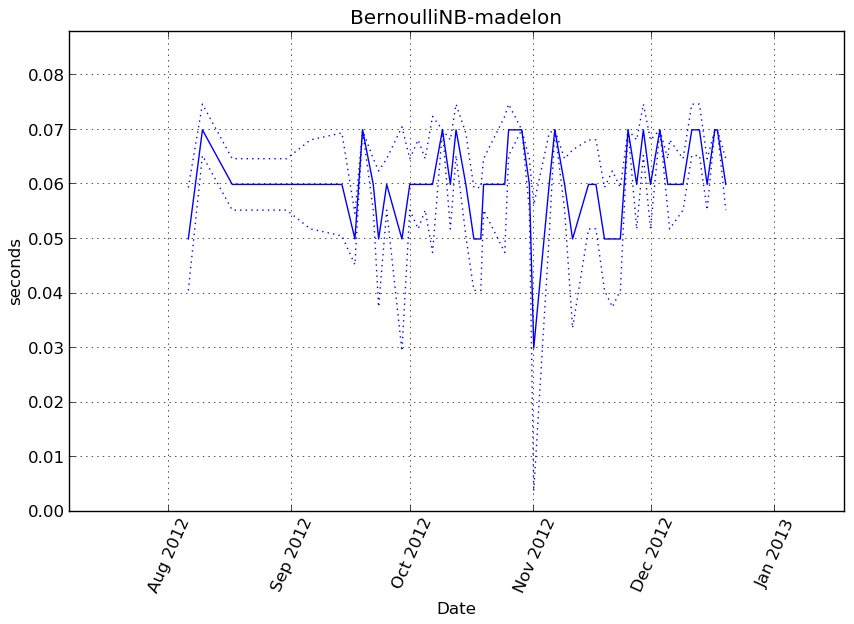 BernoulliNB-madelon
0.08
0.07
0.06
0.05
0.04
0.03
0.02
0.01
0.00
seconds
Aug 2012
Sep 2012
Oct 2012
Nov 2012
Dec 2012
Jan 2013
Date